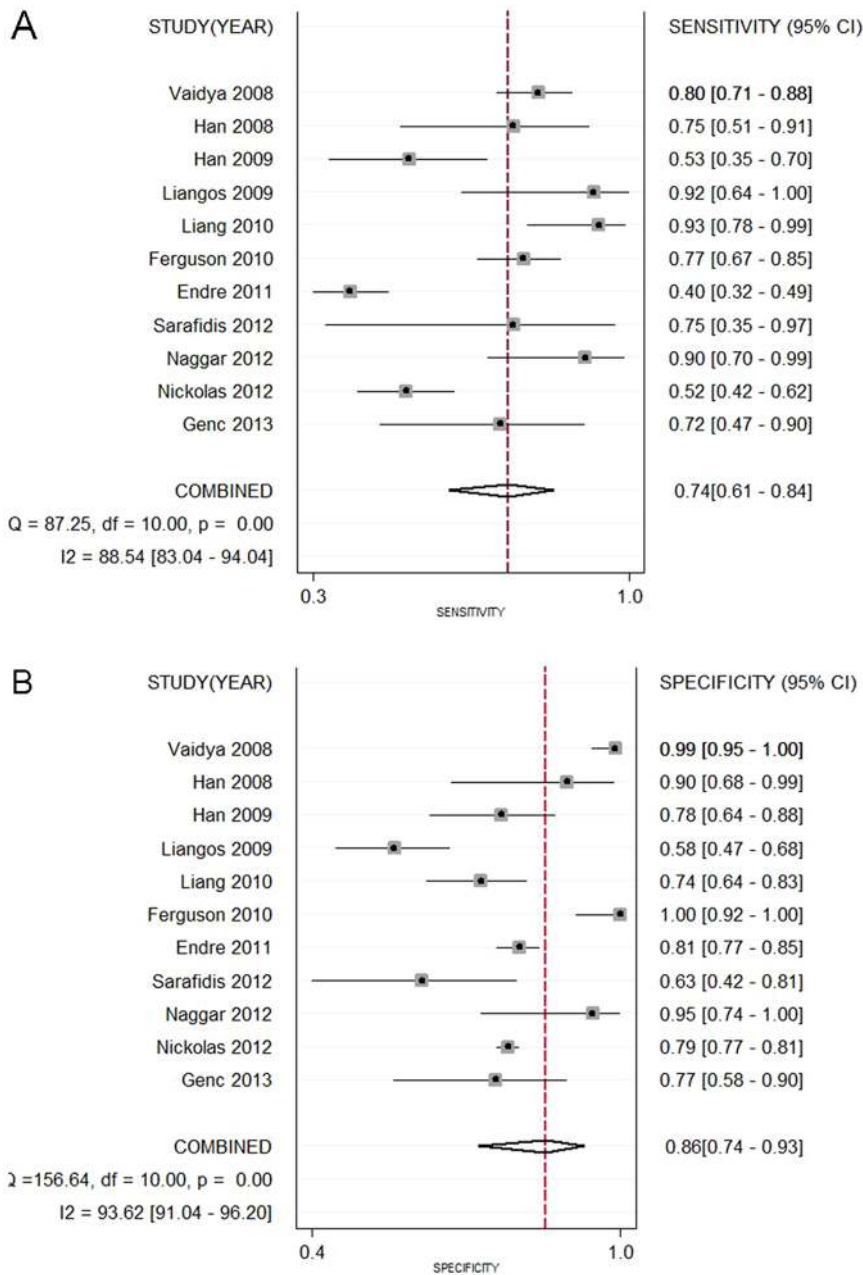 A
STUDY(YEAR) SENSITIVITY (95% CI)
Vaidya 2008 0.80 [0.71 - 0.88]
Han 2008 0.75 [0.51 - 0.91]
Han 2009 0.53 [0.35 - 0.70]
Liangos 2009 0.92 [0.64 - 1.00]
Liang 2010 0.93 [0.78 - 0.99]
Ferguson 2010 0.77 [0.67 - 0.85]
Endre 2011 0.40 [0.32 - 0.49]
Sarafidis 2012 0.75 [0.35 - 0.97]
Naggar 2012 0.90 [0.70 - 0.99]
Nickolas 2012 0.52 [0.42 - 0.62]
Genc 2013 0.72 [0.47 - 0.90]
COMBINED 0.74[0.61 - 0.84]
Q = 87.25, df = 10.00, p = 0.00
I2 = 88.54 [83.04 - 94.04]
0.3 1.0
SENSITIVITY
B
STUDY(YEAR) SPECIFICITY (95% CI)
Vaidya 2008 0.99 [0.95 - 1.00]
Han 2008 0.90 [0.68 - 0.99]
Han 2009 0.78 [0.64 - 0.88]
Liangos 2009 0.58 [0.47 - 0.68]
Liang 2010 0.74 [0.64 - 0.83]
Ferguson 2010 1.00 [0.92 - 1.00]
Endre 2011 0.81 [0.77 - 0.85]
Sarafidis 2012 0.63 [0.42 - 0.81]
Naggar 2012 0.95 [0.74 - 1.00]
Nickolas 2012 0.79 [0.77 - 0.81]
Genc 2013 0.77 [0.58 - 0.90]
COMBINED 0.86[0.74 - 0.93]
Q =156.64, df = 10.00, p = 0.00
I2 = 93.62 [91.04 - 96.20]
0.4 1.0
SPECIFICITY